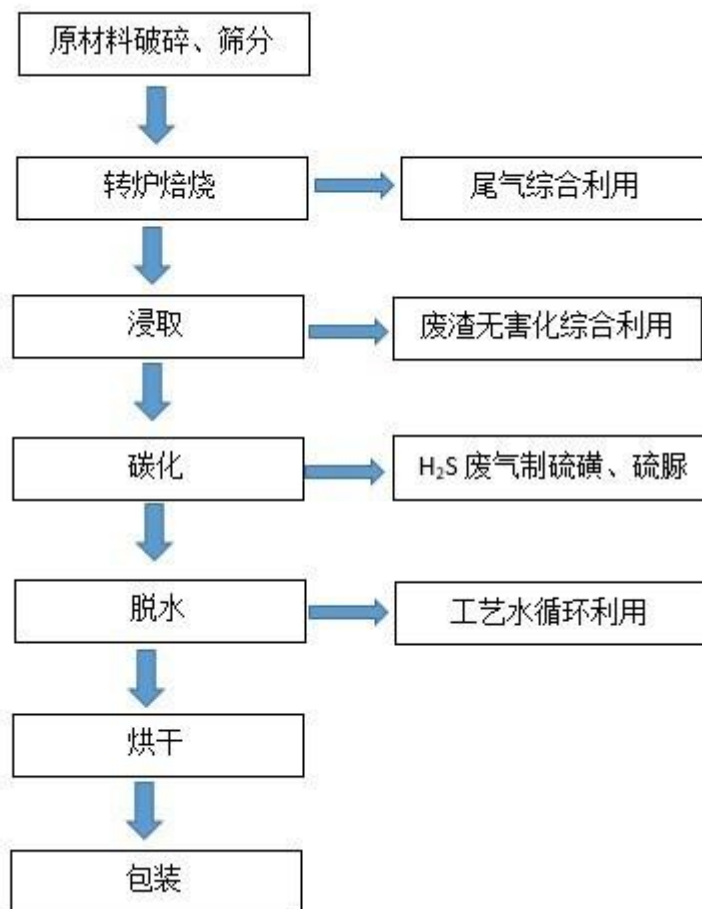 原材料破碎、筛分
转炉焙烧
尾气综合利用
浸取
废渣无害化综合利用
碳化
H₂S 废气制硫磺、硫脲
脱水
工艺水循环利用
烘干
包装